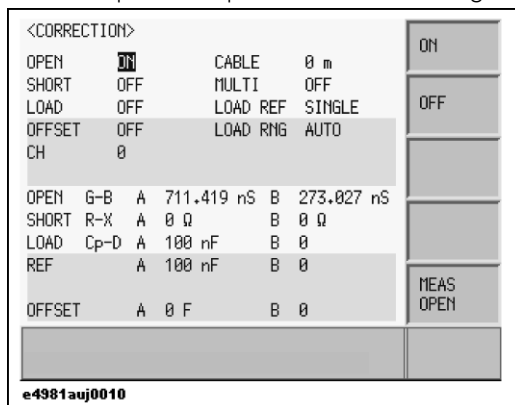 <CORRECTION>
OPEN ON CABLE 0 m
SHORT OFF MULTI OFF
LOAD OFF LOAD REF SINGLE
OFFSET OFF LOAD RNG AUTO
CH 0
OPEN G-B A 711.419 nS B 273.027 nS
SHORT R-X A 0 Ω B 0 Ω
LOAD Cp-D A 100 nF B 0
REF A 100 nF B 0
OFFSET A 0 F B 0
ON
OFF
MEAS
OPEN
e4981auj0010